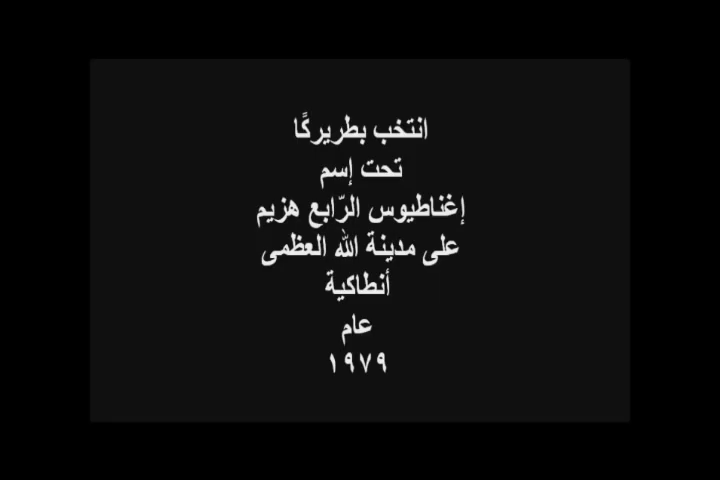 انتخب بطريركًا
تحت إسم
إغناطيوس الرّابع هزيم
على مدينة الله العظمى
أنطاكية
عام
١٩٧٩